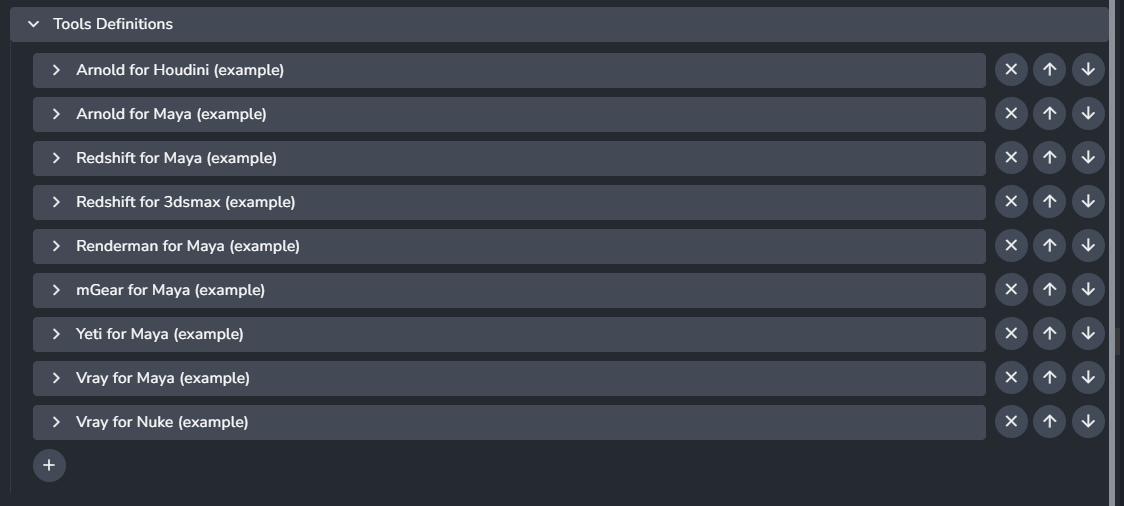 Tools Definitions
Arnold for Houdini (example)
Arnold for Maya (example)
Redshift for Maya (example)
Redshift for 3dsmax (example)
Renderman for Maya (example)
mGear for Maya (example)
Yeti for Maya (example)
Vray for Maya (example)
Vray for Nuke (example)